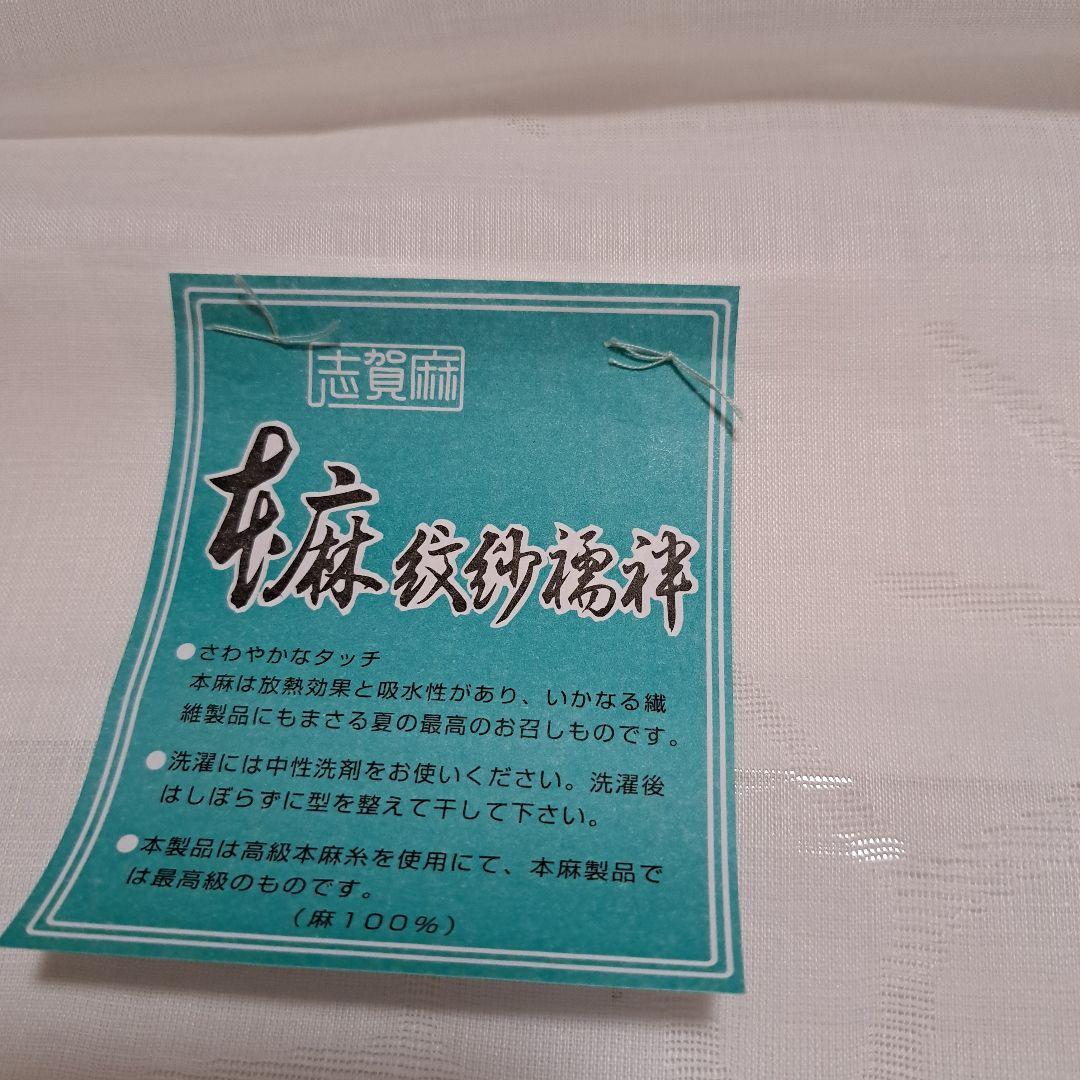 志賀麻
本麻紋紗襦袢
●さわやかなタッチ
本麻は放熱効果と吸水性があり、いかなる繊
維製品にもまさる夏の最高のお召しものです。
●洗濯には中性洗剤をお使いください。洗濯後
はしぼらずに型を整えて干して下さい。
●本製品は高級本麻糸を使用にて、本麻製品で
は最高級のものです。
(麻100%)